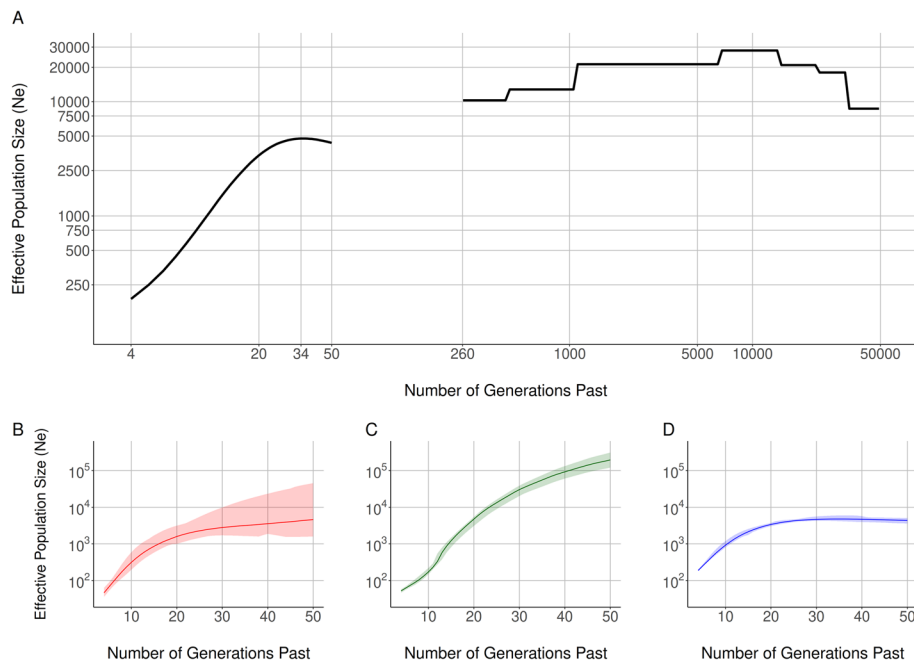 A
Effective Population Size (Ne)
30000
20000
10000
7500
5000
2500
1000
750
500
250
4 20 34 50 260 1000 5000 10000 50000
Number of Generations Past
B C D
Effective Population Size (Ne)
10^5 10^5 10^5
10^4 10^4 10^4
10^3 10^3 10^3
10^2 10^2 10^2
10 20 30 40 50 10 20 30 40 50 10 20 30 40 50
Number of Generations Past Number of Generations Past Number of Generations Past